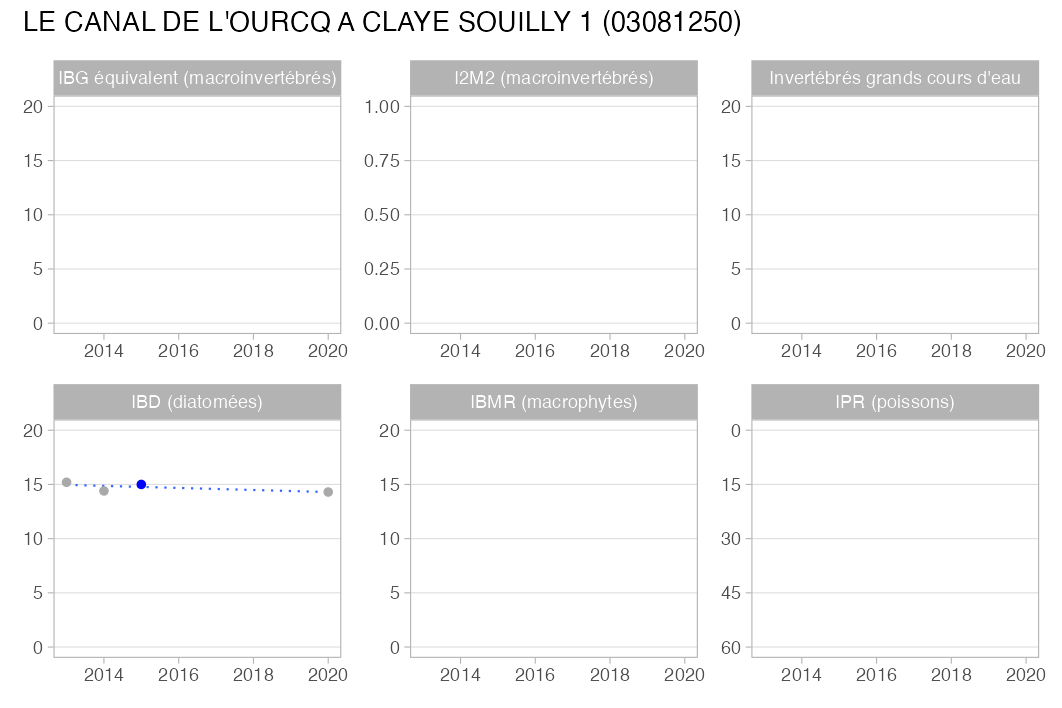 LE CANAL DE L'OURCQ A CLAYE SOUILLY 1 (03081250)
IBG équivalent (macroinvertébrés)
I2M2 (macroinvertébrés)
Invertébrés grands cours d'eau
20
15
10
5
0
2014 2016 2018 2020
1.00
0.75
0.50
0.25
0.00
2014 2016 2018 2020
20
15
10
5
0
2014 2016 2018 2020
IBD (diatomées)
IBMR (macrophytes)
IPR (poissons)
20
15
10
5
0
2014 2016 2018 2020
20
15
10
5
0
2014 2016 2018 2020
0
15
30
45
60
2014 2016 2018 2020